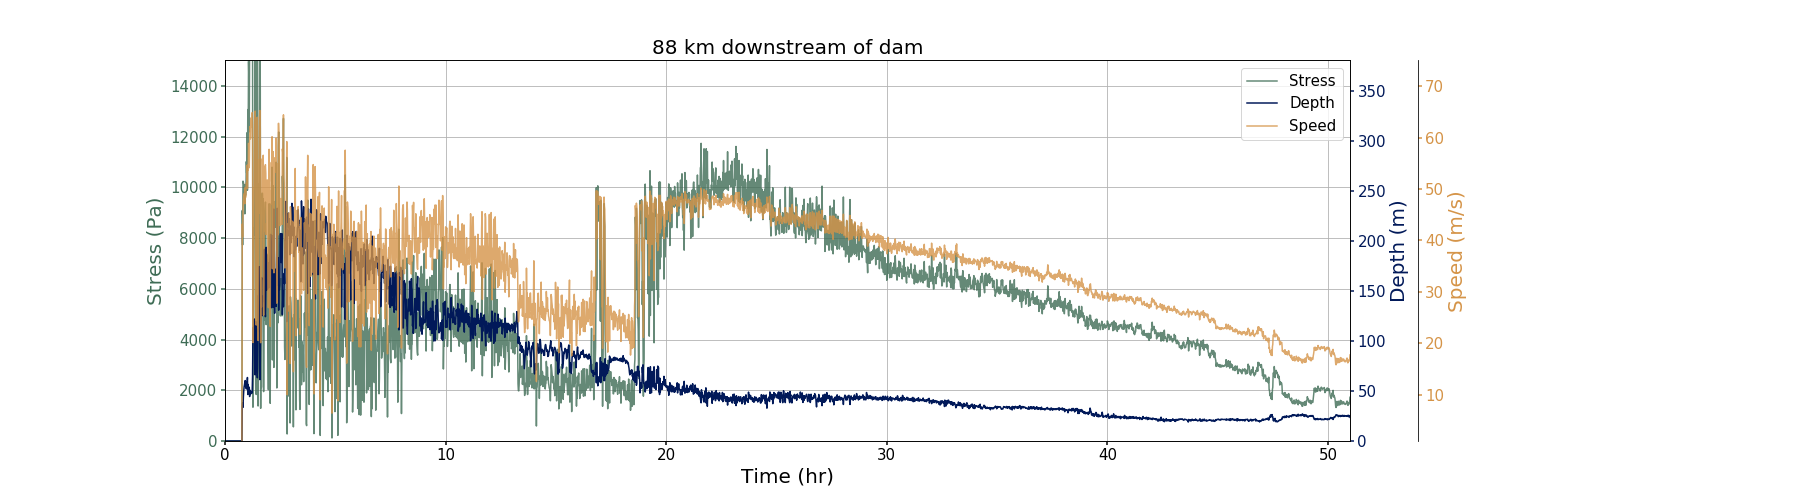 88 km downstream of dam
Stress (Pa)
14000
12000
10000
8000
6000
4000
2000
0
0 10 20 30 40 50
Time (hr)
Stress
Depth
Speed
350
300
250
200
150
100
50
0
Depth (m)
70
60
50
40
30
20
10
Speed (m/s)